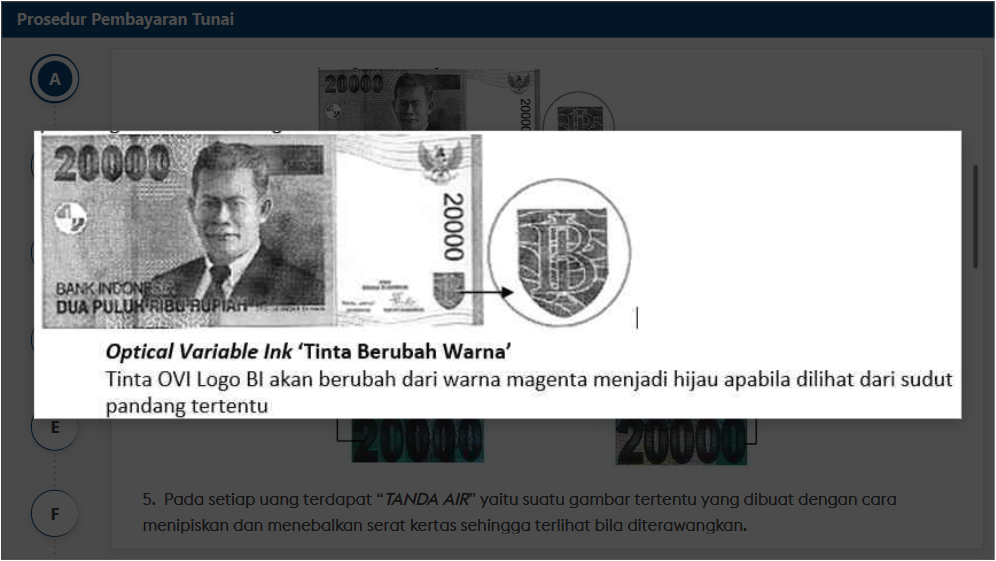 Prosedur Pembayaran Tunai
A
20000
20000
20000
20000
B
BANK INDONESIA
DUA PULUH RIBU RUPIAH
Optical Variable Ink ‘Tinta Berubah Warna’
Tinta OVI Logo BI akan berubah dari warna magenta menjadi hijau apabila dilihat dari sudut
pandang tertentu
E
20000
20000
5. Pada setiap uang terdapat “TANDA AIR” yaitu suatu gambar tertentu yang dibuat dengan cara
menipiskan dan menebalkan serat kertas sehingga terlihat bila diterawangkan.
F